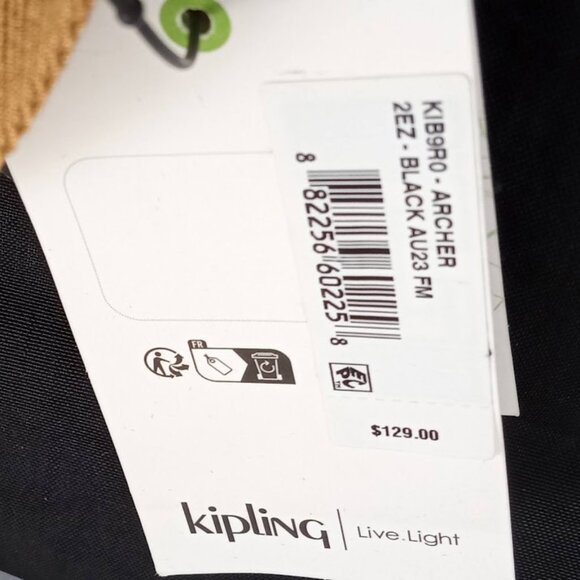 KIB9R0 - ARCHER
2EZ - BLACK AU23 FM
8 82256 60225 8
FR
$129.00
kipling | Live.Light